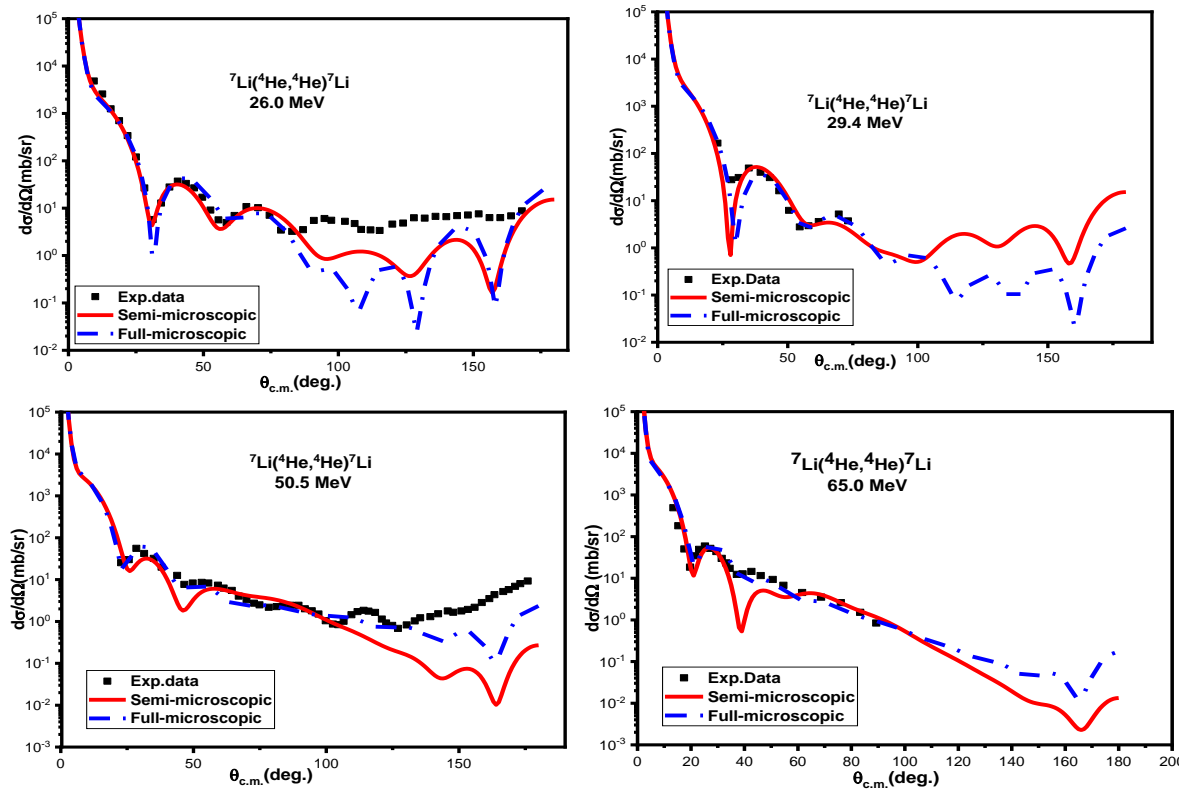 10⁵
10⁴
10³
10²
10¹
10⁰
10⁻¹
10⁻²
dσ/dΩ(mb/sr)
⁷Li(⁴He,⁴He)⁷Li
26.0 MeV
Exp.data
Semi-microscopic
Full-microscopic
0 50 100 150
θc.m.(deg.)
10⁵
10⁴
10³
10²
10¹
10⁰
10⁻¹
10⁻²
dσ/dΩ(mb/sr)
⁷Li(⁴He,⁴He)⁷Li
29.4 MeV
Exp.Data
Semi-microscopic
Full-microscopic
0 50 100 150
θc.m.(deg.)
10⁵
10⁴
10³
10²
10¹
10⁰
10⁻¹
10⁻²
10⁻³
dσ/dΩ(mb/sr)
⁷Li(⁴He,⁴He)⁷Li
50.5 MeV
Exp.data
Semi-microscopic
Full-microscopic
0 50 100 150
θc.m.(deg.)
10⁵
10⁴
10³
10²
10¹
10⁰
10⁻¹
10⁻²
10⁻³
dσ/dΩ (mb/sr)
⁷Li(⁴He,⁴He)⁷Li
65.0 MeV
Exp.Data
Semi-microscopic
Full-microscopic
0 20 40 60 80 100 120 140 160 180 200
θc.m.(deg.)